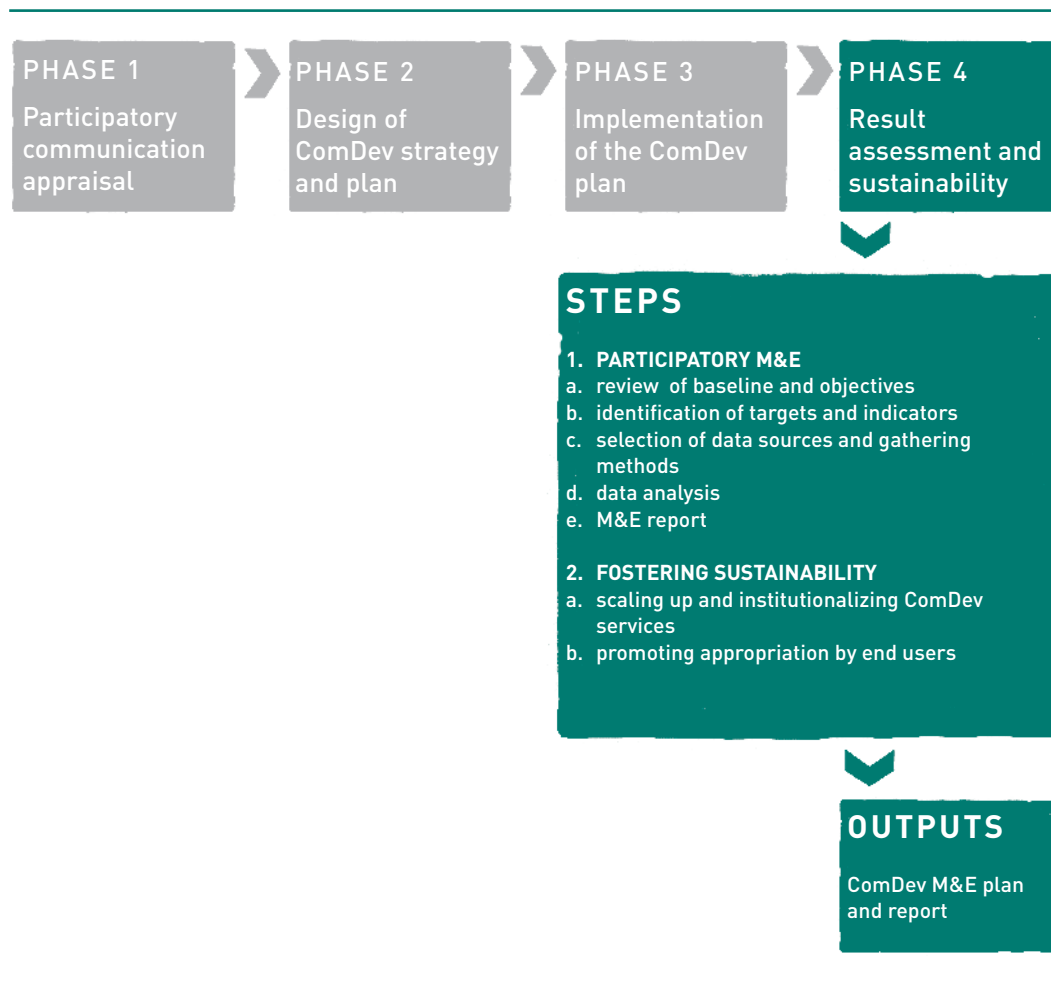 PHASE 1
Participatory
communication
appraisal
PHASE 2
Design of
ComDev strategy
and plan
PHASE 3
Implementation
of the ComDev
plan
PHASE 4
Result
assessment and
sustainability
STEPS
1. PARTICIPATORY M&E
a. review of baseline and objectives
b. identification of targets and indicators
c. selection of data sources and gathering
methods
d. data analysis
e. M&E report
2. FOSTERING SUSTAINABILITY
a. scaling up and institutionalizing ComDev
services
b. promoting appropriation by end users
OUTPUTS
ComDev M&E plan
and report